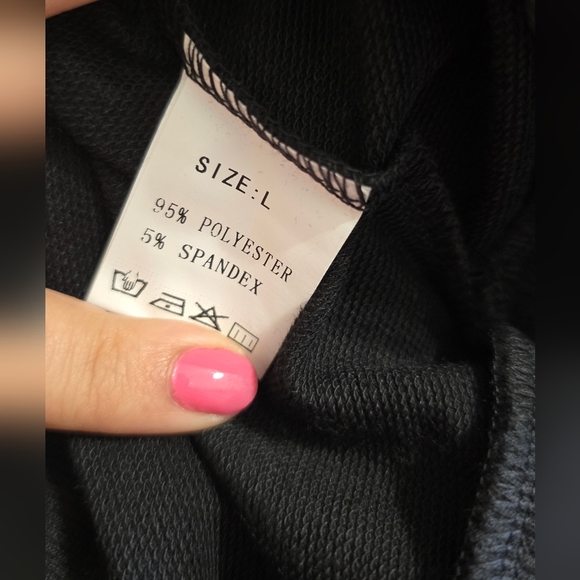 SIZE:L
95% POLYESTER
5% SPANDEX